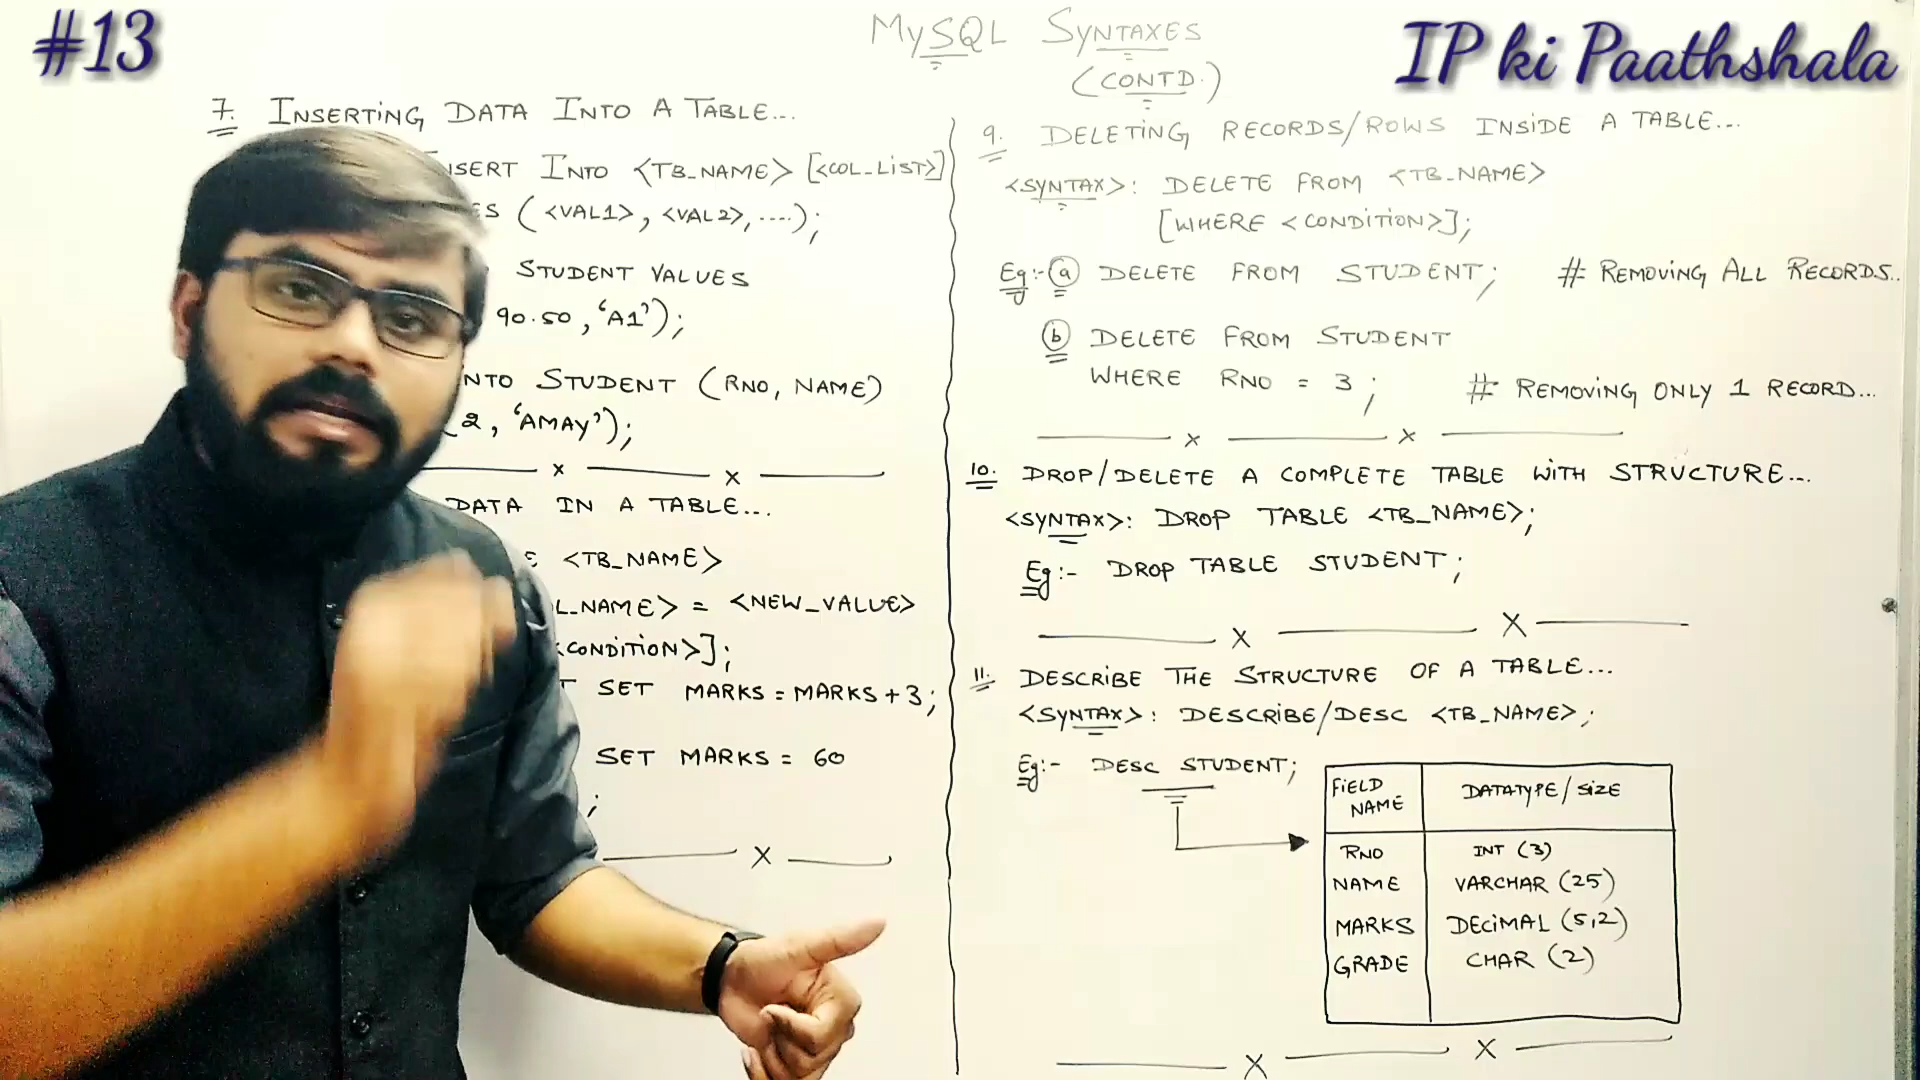 #13
MySQL SYNTAXES
(CONTD.)
IP ki Paathshala
7. INSERTING DATA INTO A TABLE...
INTO <TB_NAME> [<COL_LIST>]
(<VAL1>, <VAL2>, ....);
STUDENT VALUES
90.50, 'A1');
STUDENT (RNO, NAME)
2, 'AMAY');
x x
DATA IN A TABLE...
<TB_NAME>
= <NEW_VALUE>
<CONDITION>];
SET MARKS = MARKS + 3;
SET MARKS = 60
;
X
9. DELETING RECORDS/ROWS INSIDE A TABLE...
<SYNTAX>: DELETE FROM <TB_NAME>
[WHERE <CONDITION>];
Eg:- (a) DELETE FROM STUDENT; # REMOVING ALL RECORDS..
(b) DELETE FROM STUDENT
WHERE RNO = 3; # REMOVING ONLY 1 RECORD...
x x
10. DROP/DELETE A COMPLETE TABLE WITH STRUCTURE...
<SYNTAX>: DROP TABLE <TB_NAME>;
Eg:- DROP TABLE STUDENT;
X X
11. DESCRIBE THE STRUCTURE OF A TABLE...
<SYNTAX>: DESCRIBE/DESC <TB_NAME>;
Eg:- DESC STUDENT;
FIELD NAME DATATYPE/SIZE
RNO INT (3)
NAME VARCHAR (25)
MARKS DECIMAL (5,2)
GRADE CHAR (2)
X X